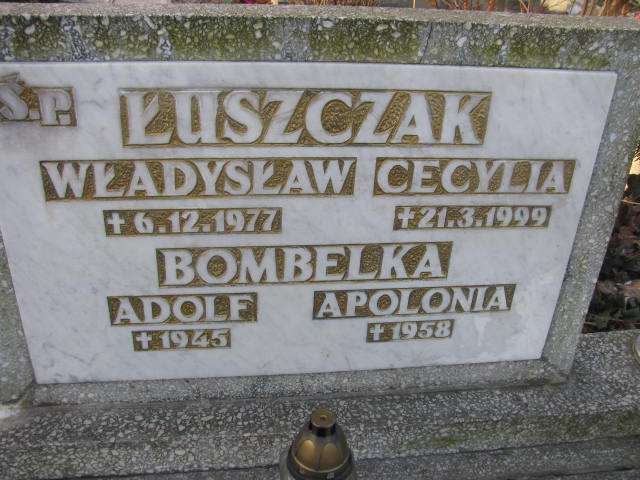 Ś.P. ŁUSZCZAK
WŁADYSŁAW CECYLIA
+6.12.1977 +21.3.1999
BOMBELKA
ADOLF APOLONIA
+1945 +1958